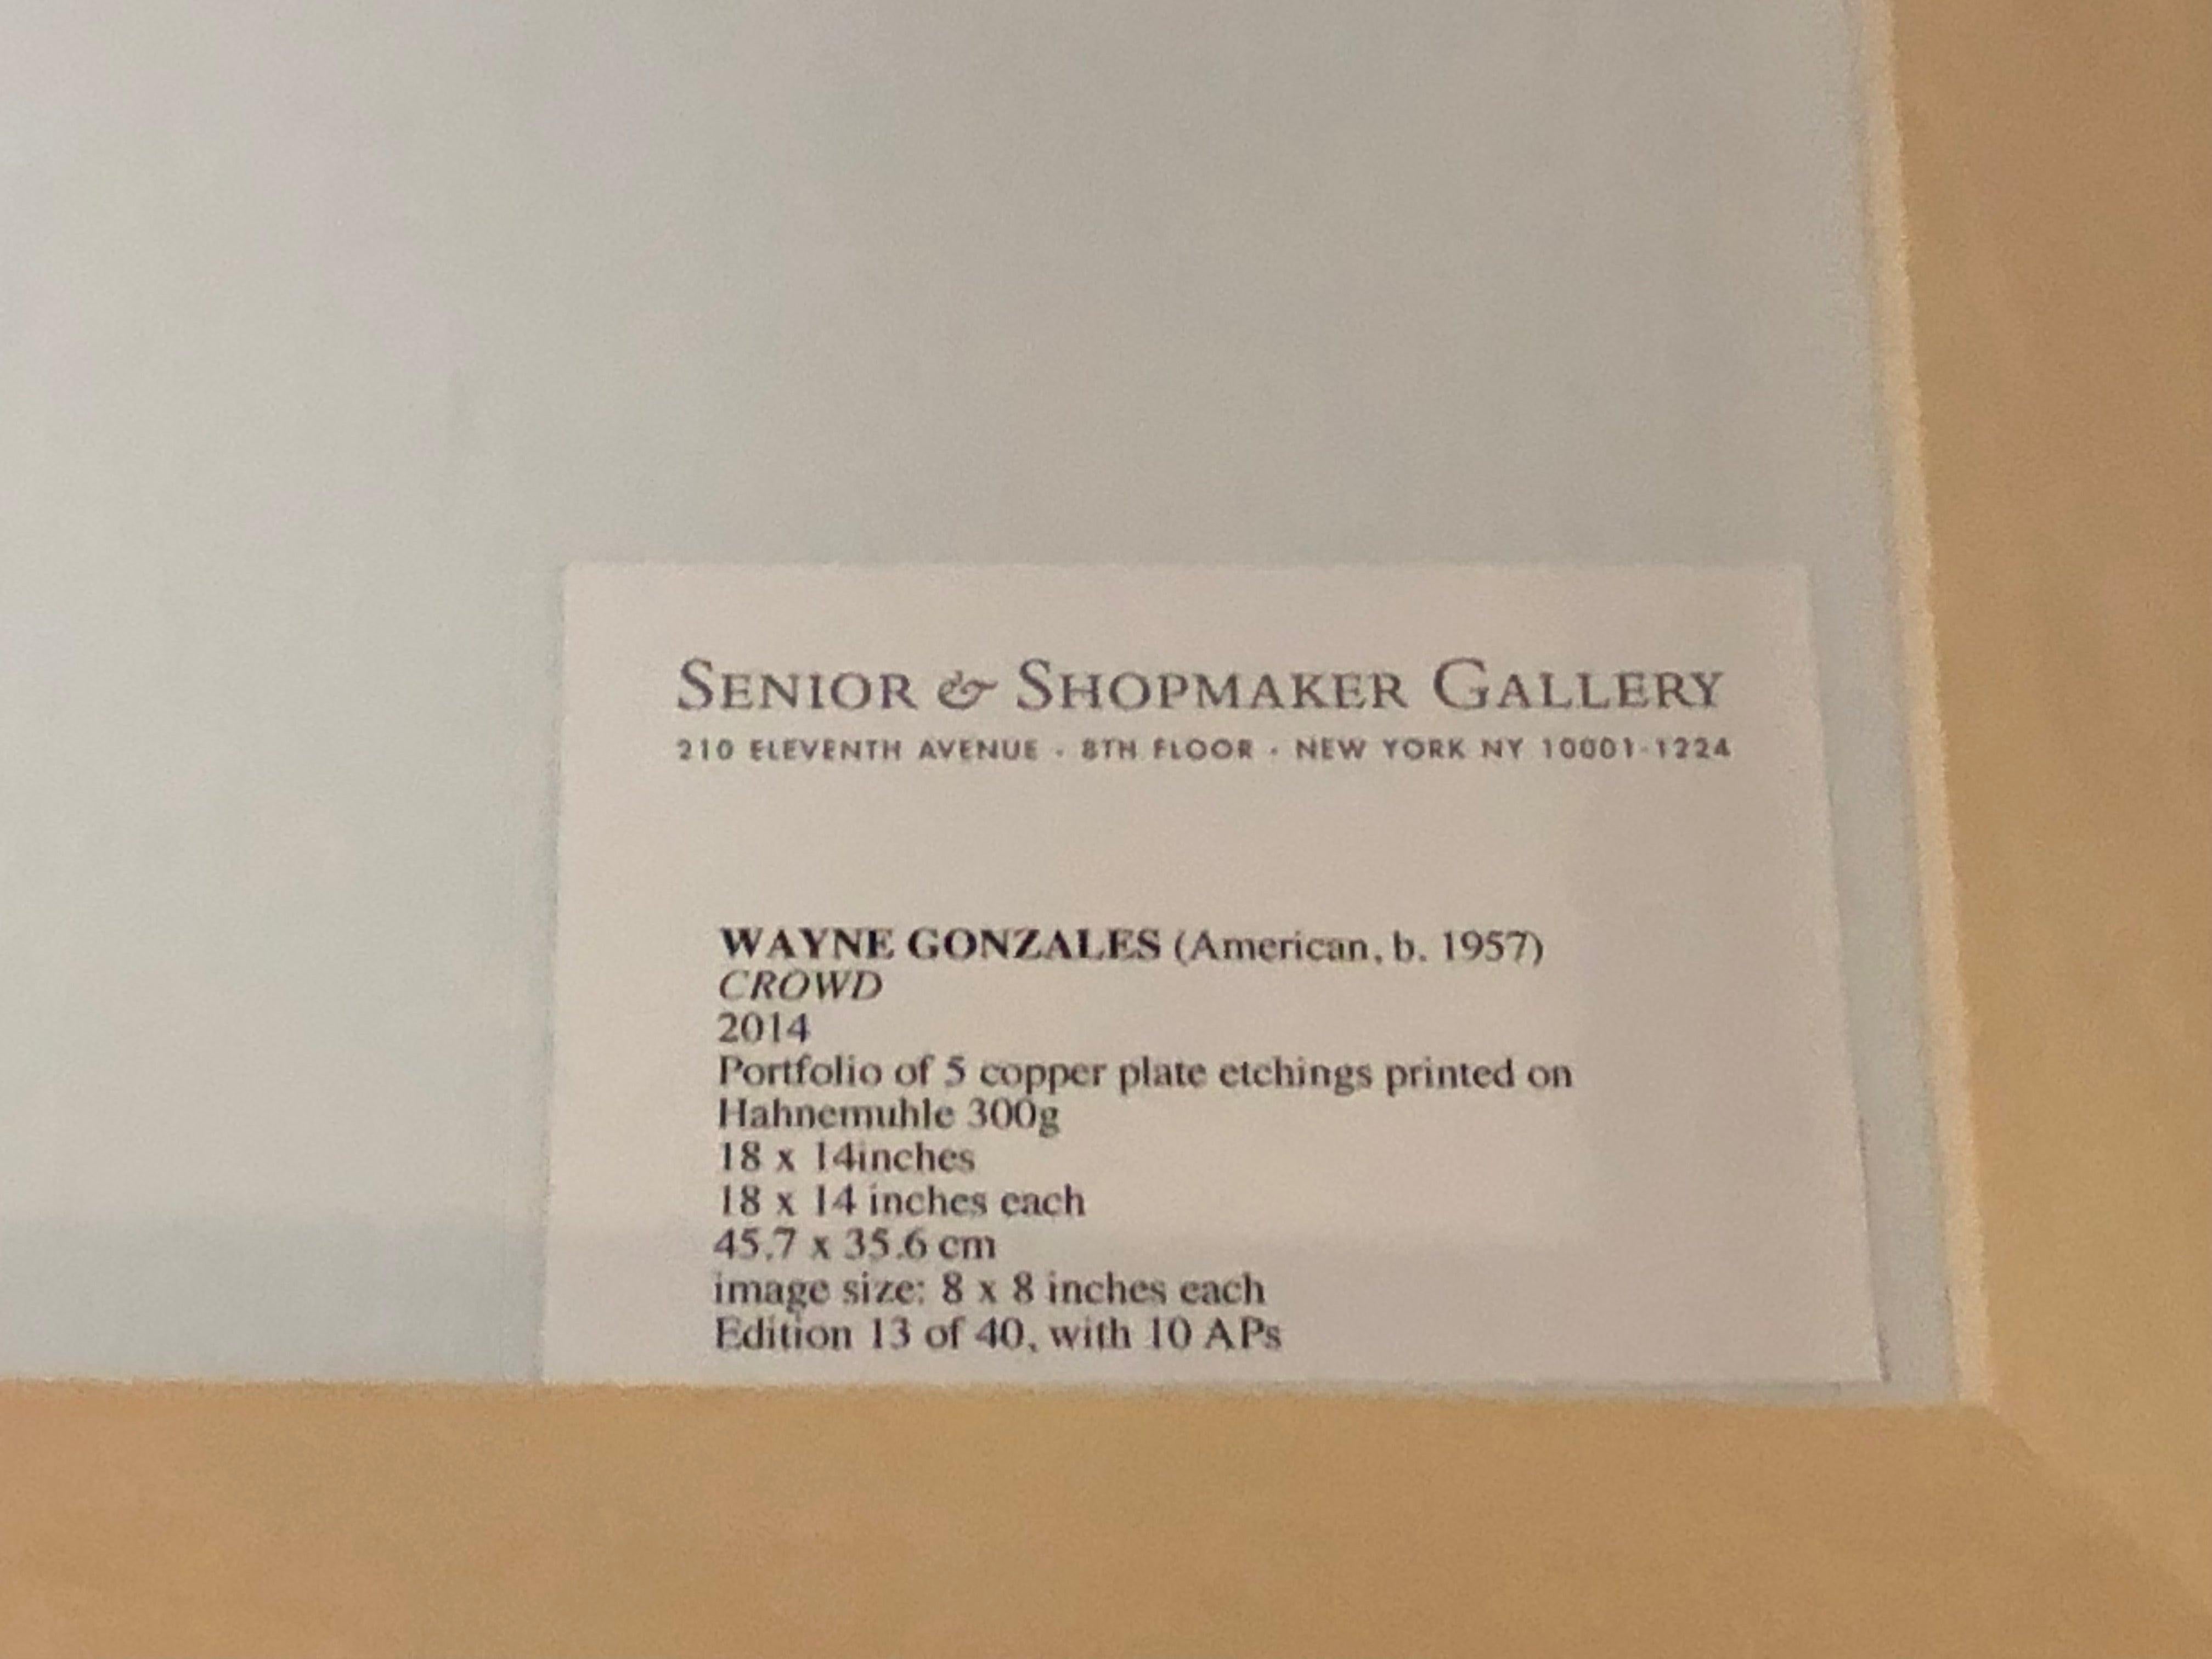 SENIOR & SHOPMAKER GALLERY
210 ELEVENTH AVENUE · 8TH FLOOR · NEW YORK NY 10001-1224
WAYNE GONZALES (American, b. 1957)
CROWD
2014
Portfolio of 5 copper plate etchings printed on
Hahnemuhle 300g
18 x 14inches
18 x 14 inches each
45.7 x 35.6 cm
image size: 8 x 8 inches each
Edition 13 of 40, with 10 APs